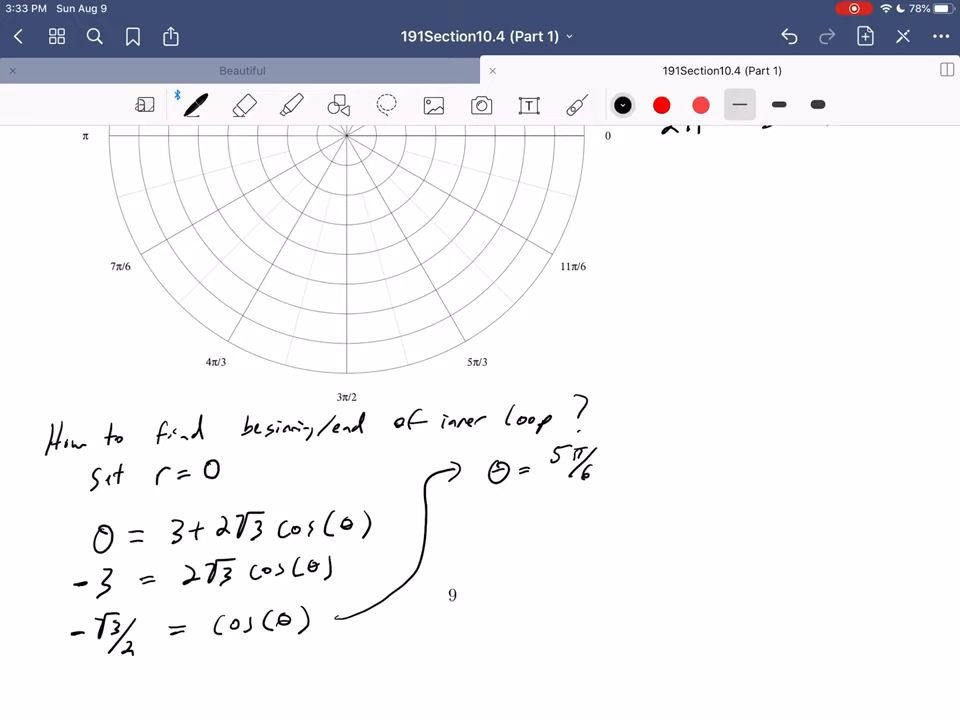 3:33 PM Sun Aug 9
78%
191Section10.4 (Part 1)
Beautiful
191Section10.4 (Part 1)
π
0
7π/6
11π/6
4π/3
5π/3
3π/2
How to find beginning/end of inner loop?
Set r = 0
θ = 5π/6
0 = 3 + 2√3 cos(θ)
-3 = 2√3 cos(θ)
9
-√3/2 = cos(θ)